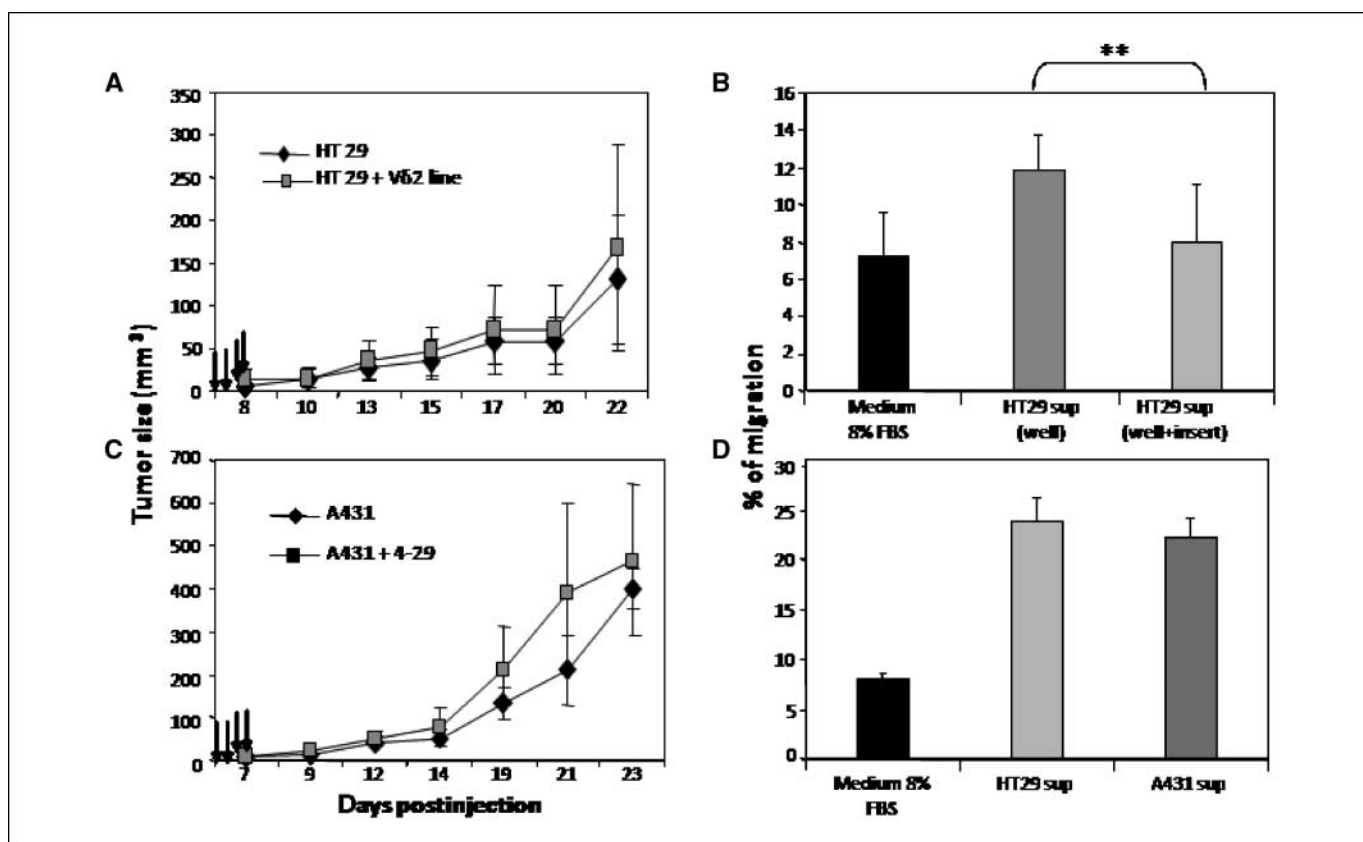 A
350
300
250
200
150
100
50
0
HT 29
HT 29 + Vδ2 line
8 10 13 15 17 20 22
B
**
16
14
12
10
8
6
4
2
0
Medium 8% FBS
HT29 sup (well)
HT29 sup (well+insert)
Tumor size (mm³)
% of migration
C
700
600
500
400
300
200
100
0
A431
A431 + 4-29
7 9 12 14 19 21 23
Days postinjection
D
30
25
20
15
10
5
0
Medium 8% FBS
HT29 sup
A431 sup